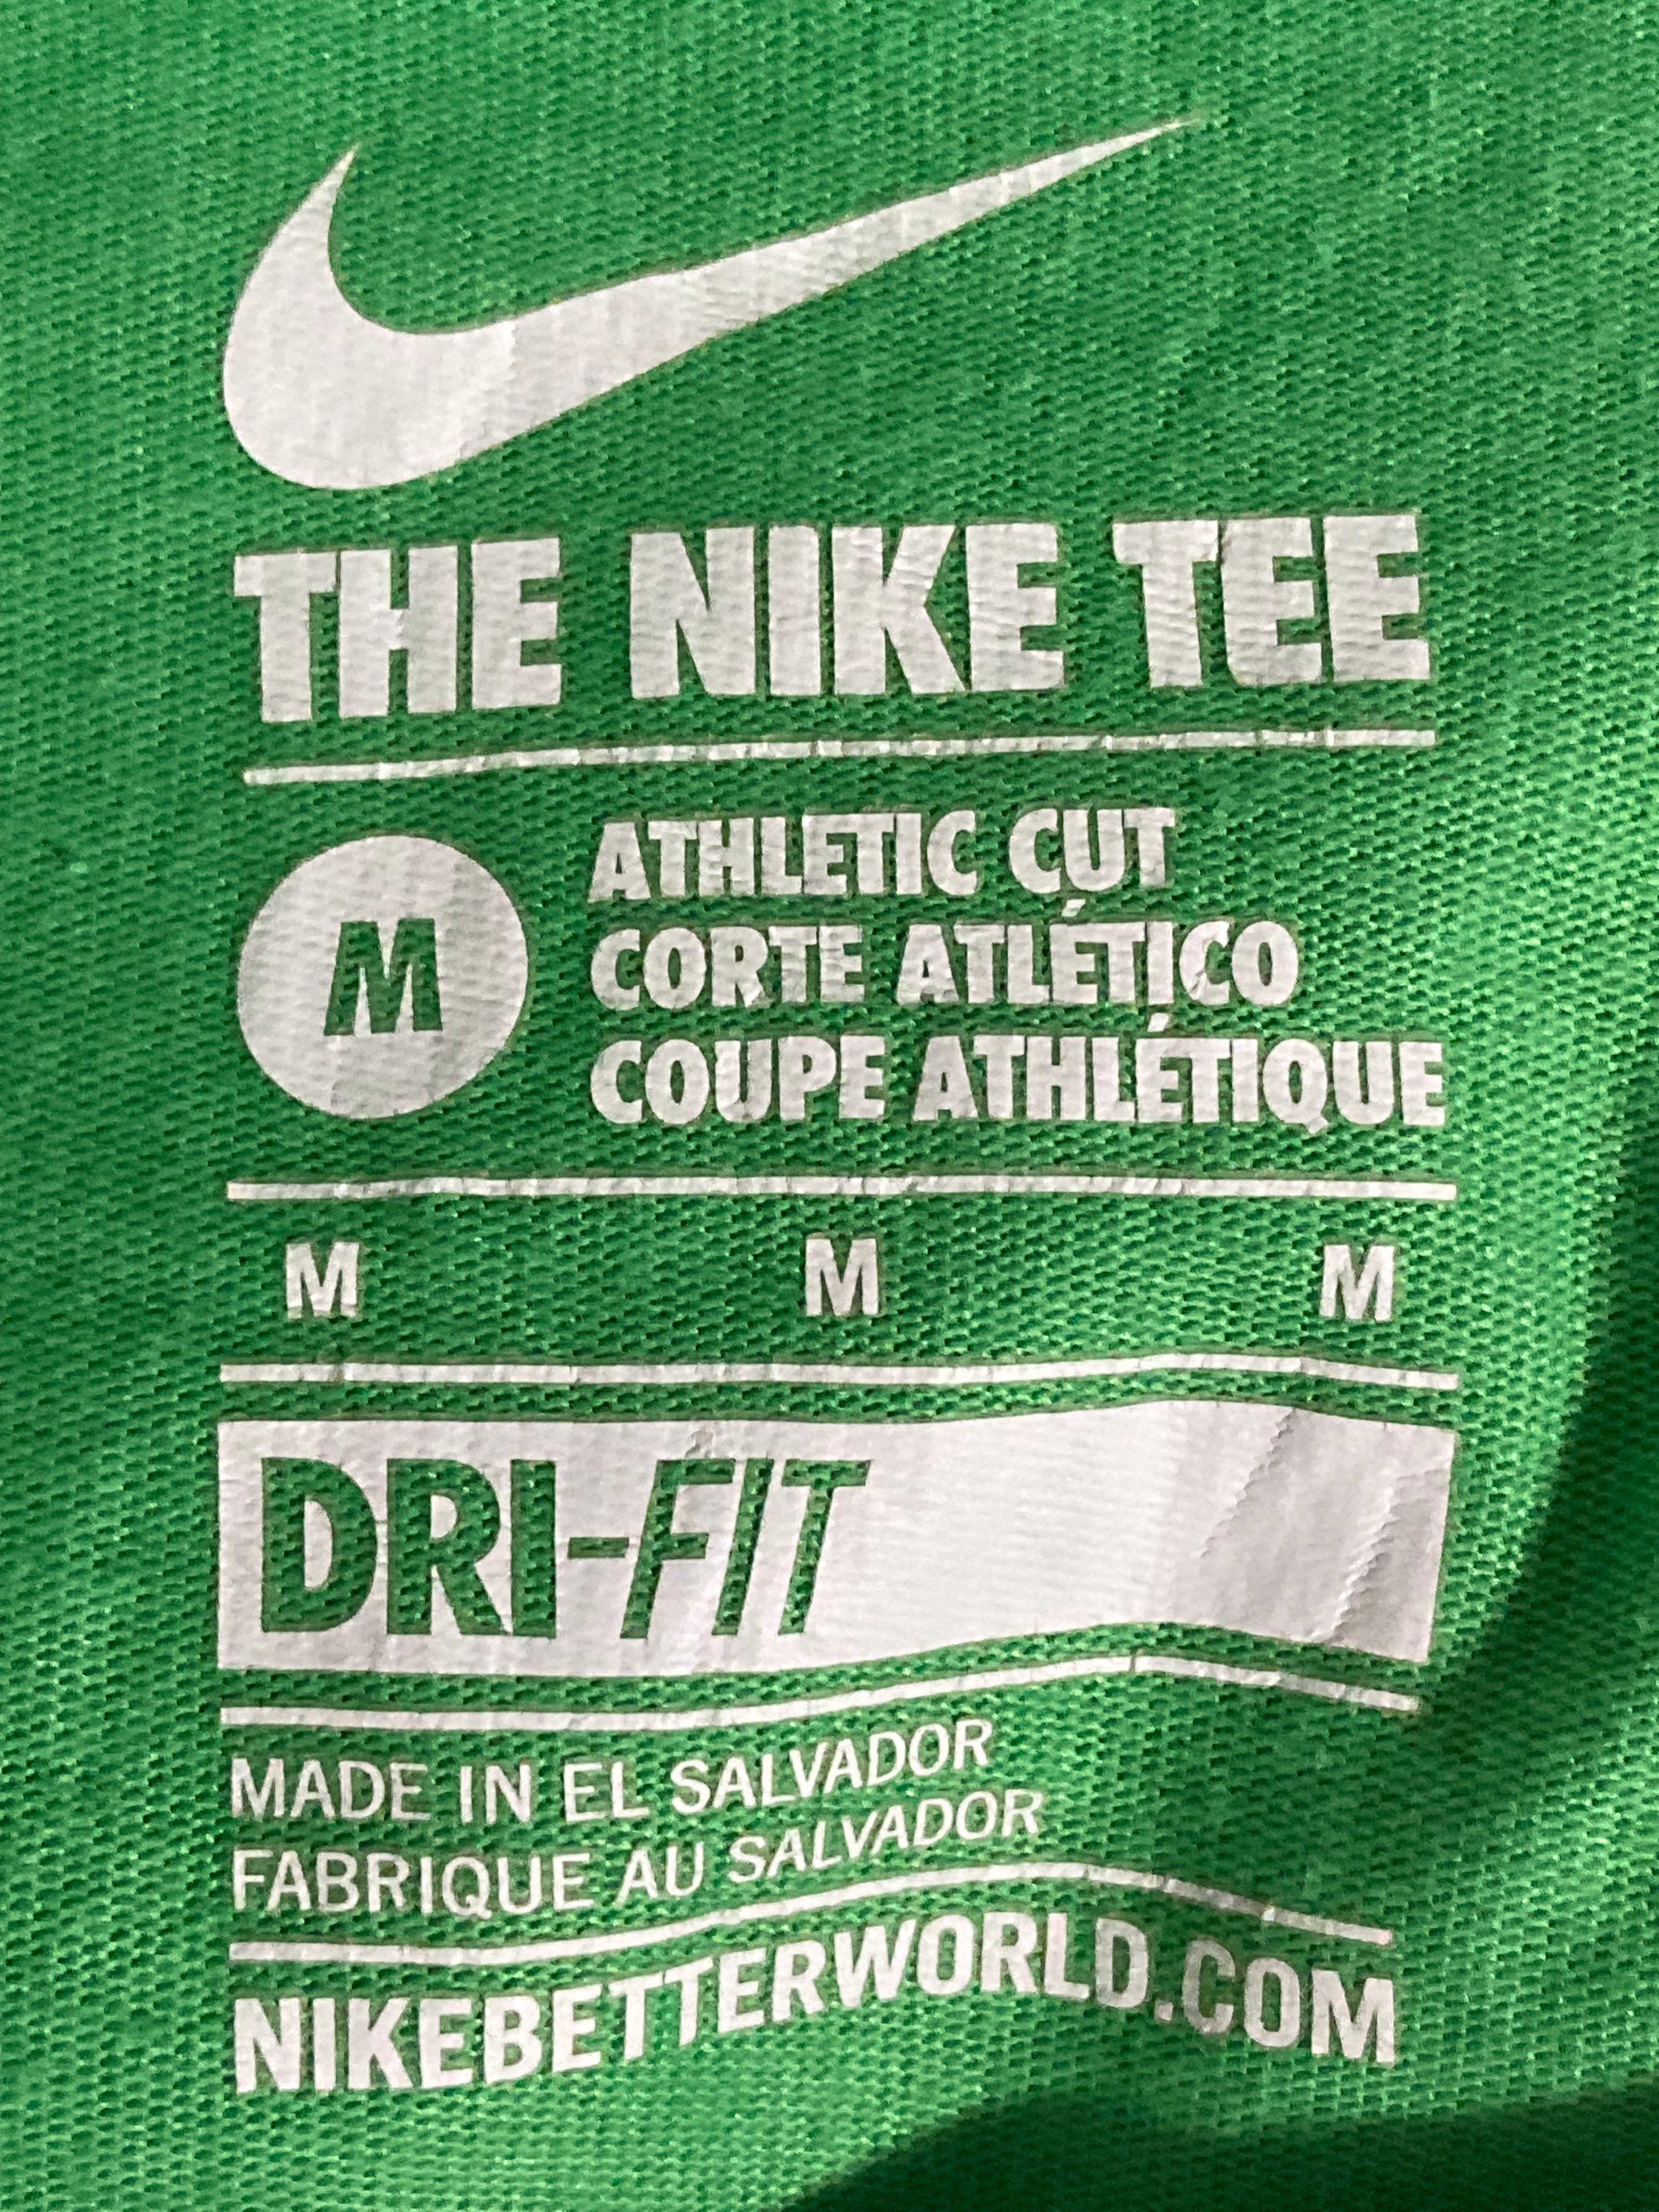 THE NIKE TEE
M
ATHLETIC CUT
CORTE ATLÉTICO
COUPE ATHLÉTIQUE
M M M
DRI-FIT
MADE IN EL SALVADOR
FABRIQUE AU SALVADOR
NIKEBETTERWORLD.COM